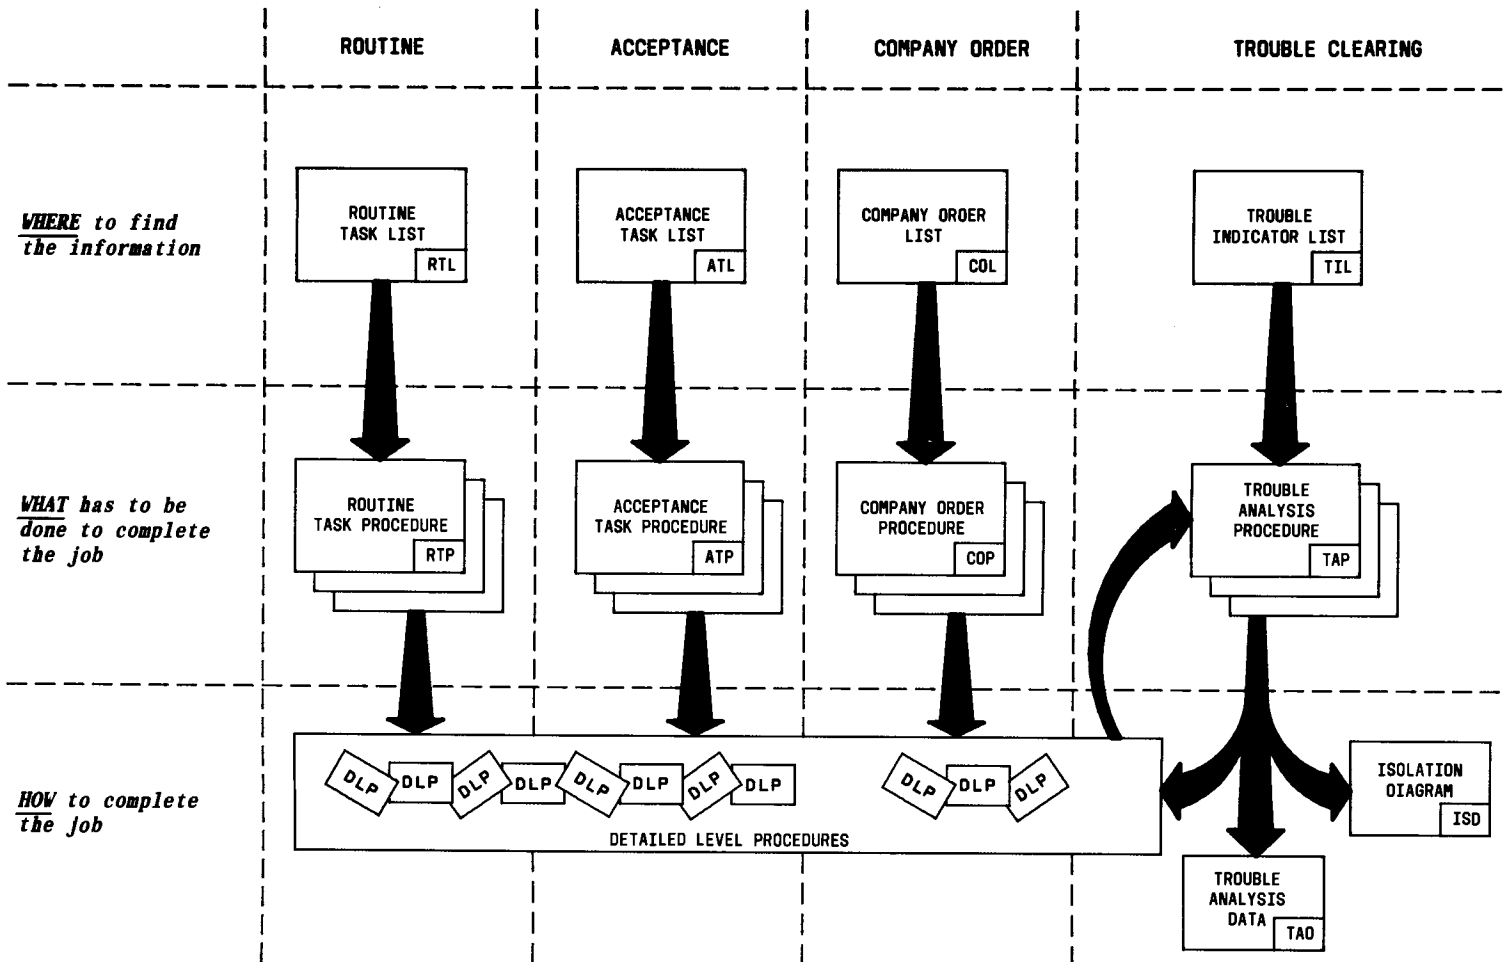 ROUTINE
ACCEPTANCE
COMPANY ORDER
TROUBLE CLEARING
WHERE to find
the information
ROUTINE
TASK LIST
RTL
ACCEPTANCE
TASK LIST
ATL
COMPANY ORDER
LIST
COL
TROUBLE
INDICATOR LIST
TIL
WHAT has to be
done to complete
the job
ROUTINE
TASK PROCEDURE
RTP
ACCEPTANCE
TASK PROCEDURE
ATP
COMPANY ORDER
PROCEDURE
COP
TROUBLE
ANALYSIS
PROCEDURE
TAP
HOW to complete
the job
DLP
DLP
DLP
DLP
DLP
DLP
DLP
DLP
DLP
DLP
DLP
DETAILED LEVEL PROCEDURES
ISOLATION
OIAGRAM
ISD
TROUBLE
ANALYSIS
DATA
TAO